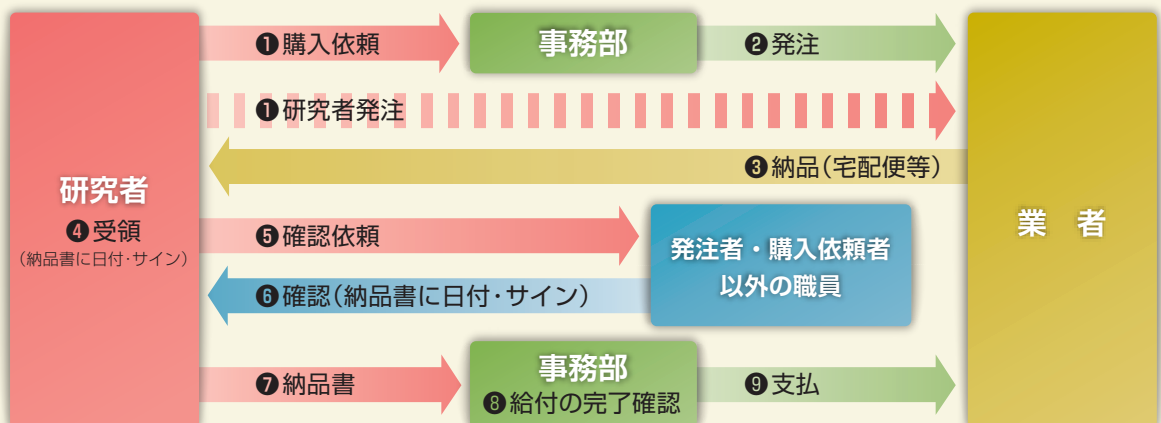 ❶購入依頼
事務部
❷発注
❶研究者発注
❸納品(宅配便等)
研究者
❹受領
(納品書に日付・サイン)
❺確認依頼
発注者・購入依頼者
以外の職員
業　者
❻確認(納品書に日付・サイン)
❼納品書
事務部
❽給付の完了確認
❾支払